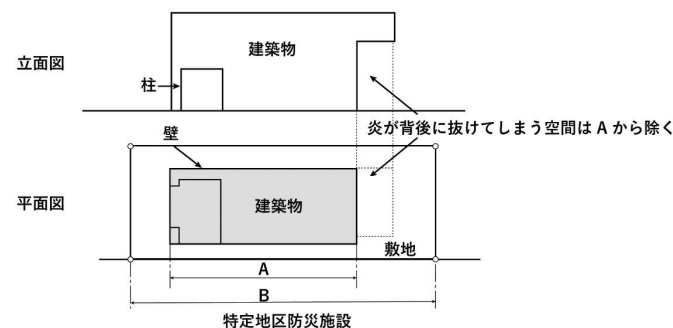 建築物
立面図
柱
炎が背後に抜けてしまう空間は A から除く
壁
平面図
建築物
敷地
A
B
特定地区防災施設